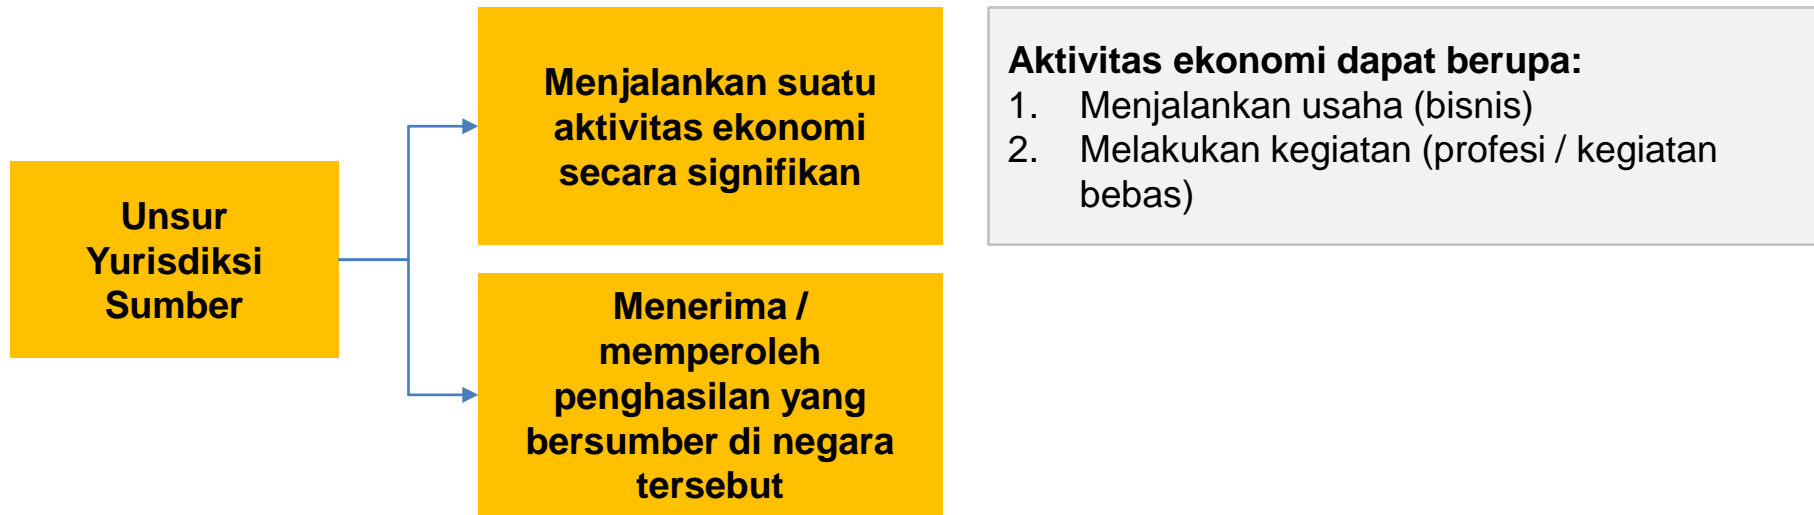 Unsur
Yurisdiksi
Sumber
Menjalankan suatu
aktivitas ekonomi
secara signifikan
Menerima /
memperoleh
penghasilan yang
bersumber di negara
tersebut
Aktivitas ekonomi dapat berupa:
1. Menjalankan usaha (bisnis)
2. Melakukan kegiatan (profesi / kegiatan
bebas)